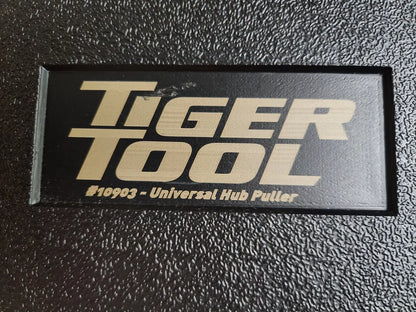 TIGER
TOOL
#10903 - Universal Hub Puller